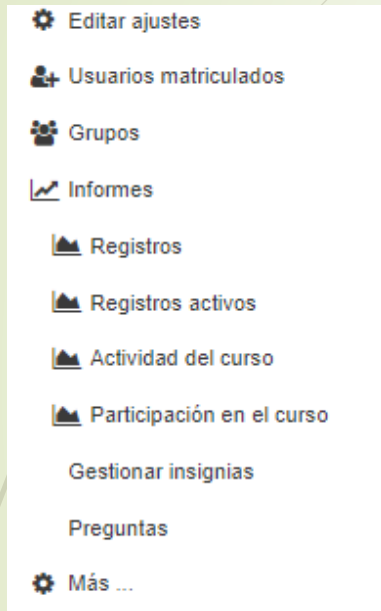 Editar ajustes
Usuarios matriculados
Grupos
Informes
Registros
Registros activos
Actividad del curso
Participación en el curso
Gestionar insignias
Preguntas
Más ...